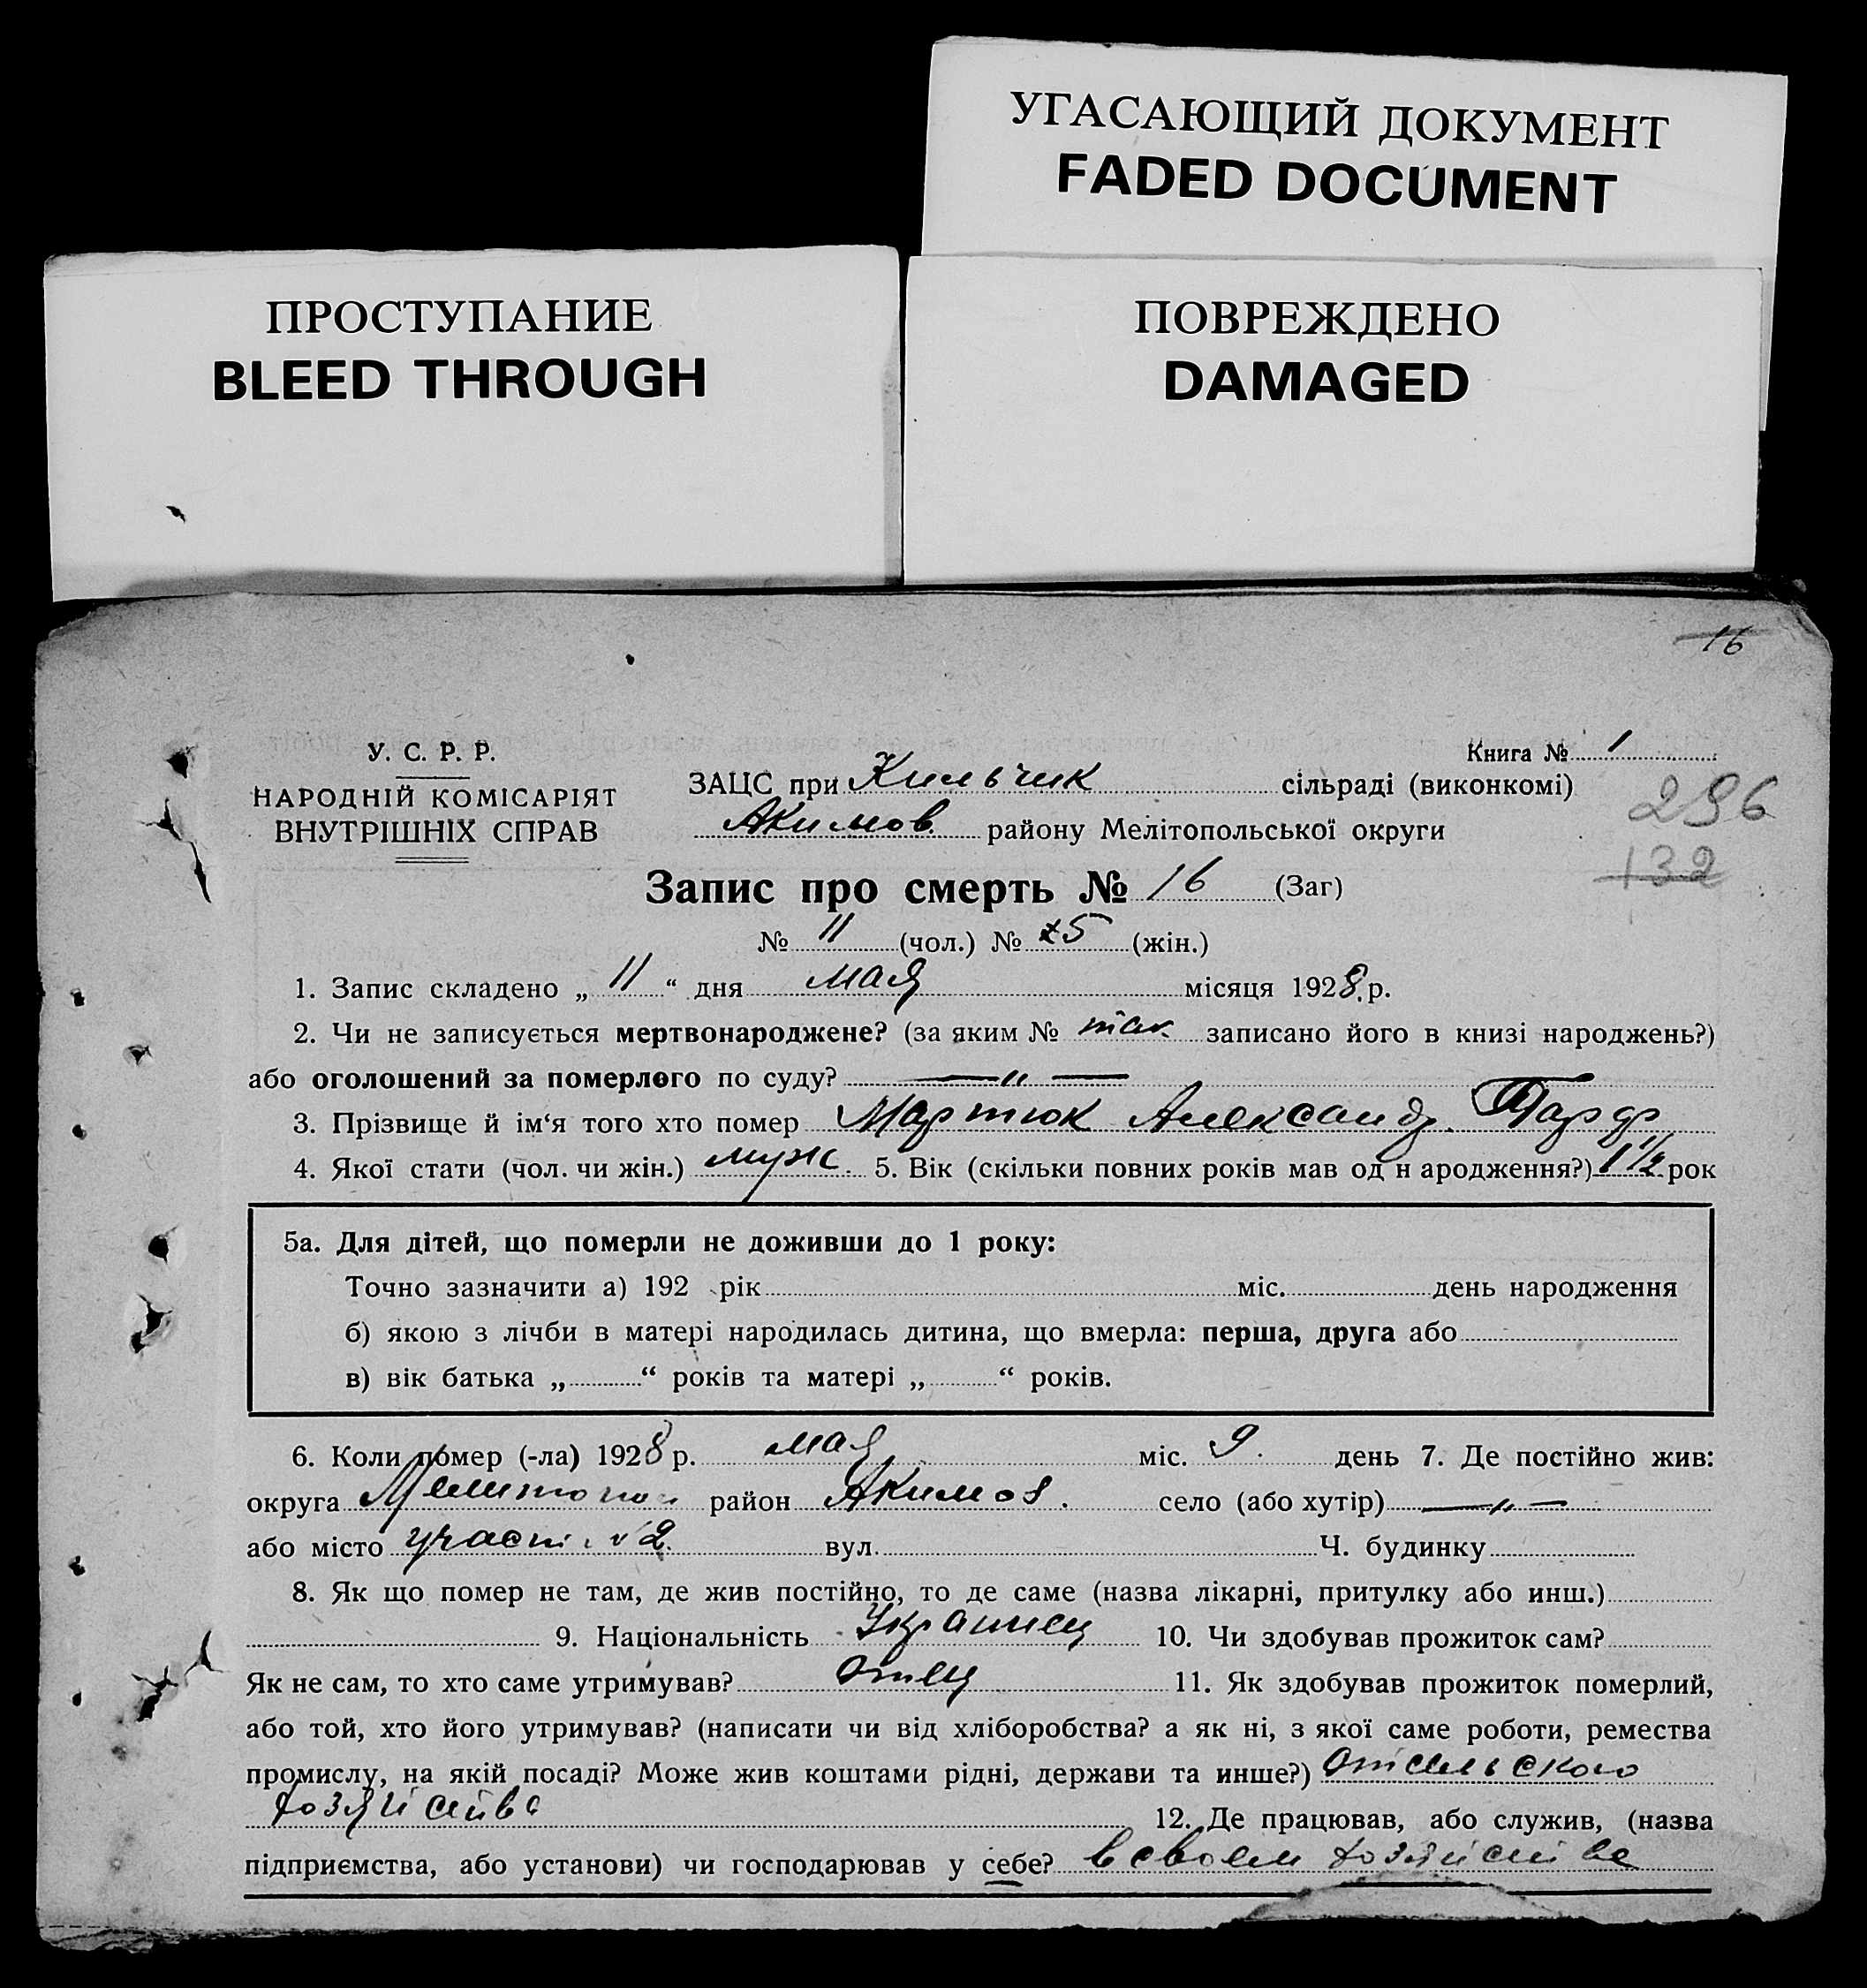 УГАСАЮЩИЙ ДОКУМЕНТ
FADED DOCUMENT
ПРОСТУПАНИЕ
BLEED THROUGH
ПОВРЕЖДЕНО
DAMAGED
16
У. С. Р. Р.
НАРОДНІЙ КОМІСАРІЯТ
ВНУТРІШНІХ СПРАВ
Книга № 1
ЗАЦС при Кильчик сільраді (виконкомі)
296
Акимов. району Мелітопольської округи
132
Запис про смерть № 16 (Заг)
№ 11 (чол.) № 5 (жін.)
1. Запис складено „ 11 “ дня мая місяця 1928 р.
2. Чи не записується мертвонароджене? (за яким № так записано його в книзі народжень?)
або оголошений за померлого по суду? — „ —
3. Прізвище й ім‘я того хто помер Мартюк Александр. Парф
4. Якої стати (чол. чи жін.) муж. 5. Вік (скільки повних років мав од н ародження?) 1 1/2 рок
5а. Для дітей, що померли не доживши до 1 року:
Точно зазначити а) 192 рік міс. день народження
б) якою з лічби в матері народилась дитина, що вмерла: перша, друга або
в) вік батька „ “ років та матері „ “ років.
6. Коли помер (-ла) 1928 р. мая міс. 9. день 7. Де постійно жив:
округа Мелитопол район Акимов. село (або хутір) — „ —
або місто участ. №2. вул. Ч. будинку
8. Як що помер не там, де жив постійно, то де саме (назва лікарні, притулку або инш.)
9. Національність Украинец 10. Чи здобував прожиток сам?
Як не сам, то хто саме утримував? Отец 11. Як здобував прожиток померлий,
або той, хто його утримував? (написати чи від хліборобства? а як ні, з якої саме роботи, ремества
промислу, на якій посаді? Може жив коштами рідні, держави та инше?) От сельского
хозяйства 12. Де працював, або служив, (назва
підприємства, або установи) чи господарював у себе? в своем хозяйстве